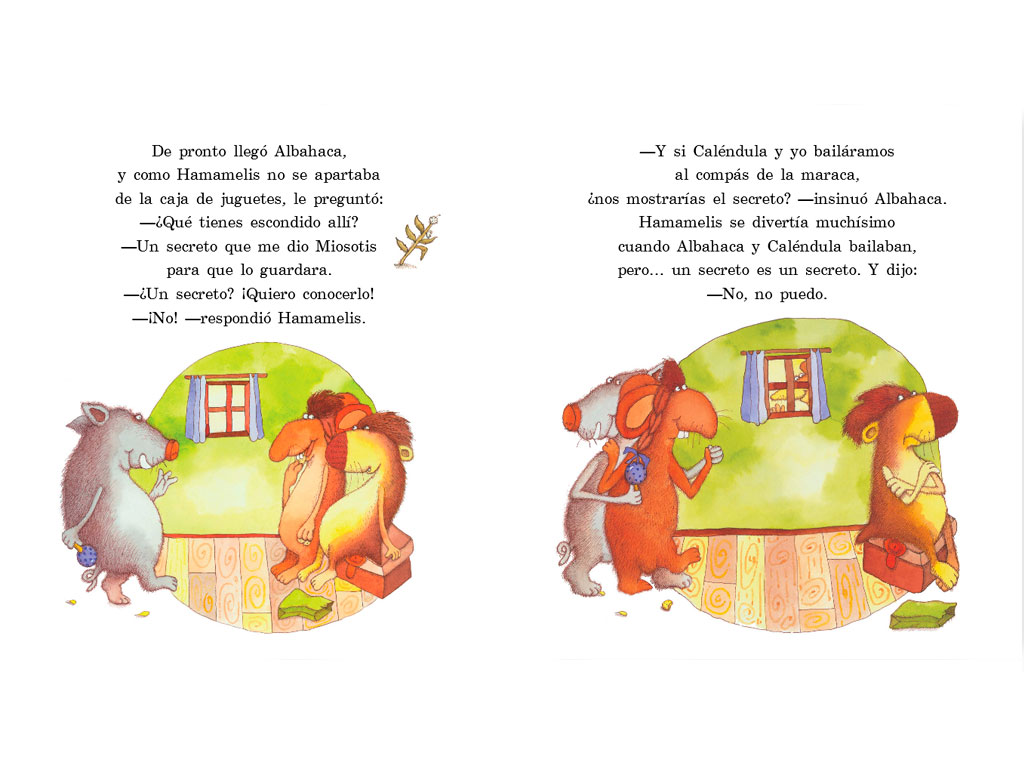 De pronto llegó Albahaca,
y como Hamamelis no se apartaba
de la caja de juguetes, le preguntó:
—¿Qué tienes escondido allí?
—Un secreto que me dio Miosotis
para que lo guardara.
—¿Un secreto? ¡Quiero conocerlo!
—¡No! —respondió Hamamelis.
—Y si Caléndula y yo bailáramos
al compás de la maraca,
¿nos mostrarías el secreto? —insinuó Albahaca.
Hamamelis se divertía muchísimo
cuando Albahaca y Caléndula bailaban,
pero... un secreto es un secreto. Y dijo:
—No, no puedo.